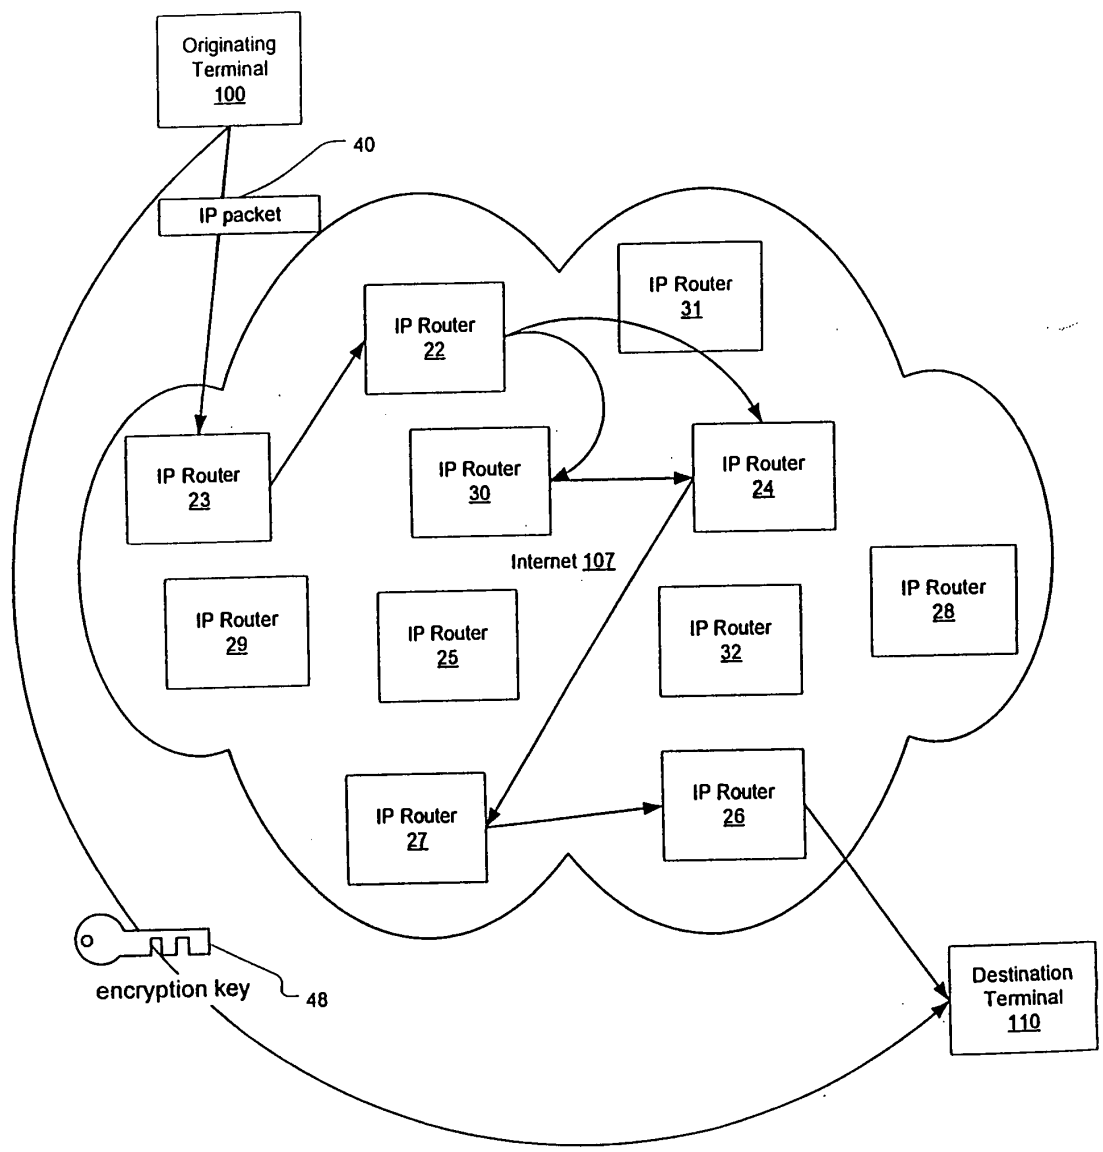 Originating
Terminal
100
40
IP packet
IP Router
31
IP Router
22
IP Router
23
IP Router
30
IP Router
24
Internet 107
IP Router
28
IP Router
29
IP Router
25
IP Router
32
IP Router
27
IP Router
26
encryption key
48
Destination
Terminal
110